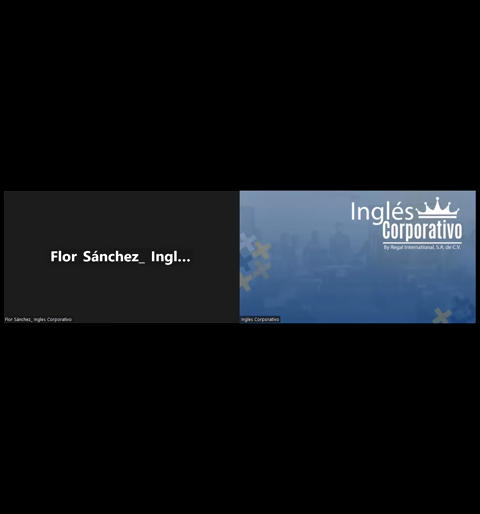 Flor Sánchez_ Ingl...
Flor Sánchez_ Ingles Corporativo
Inglés
Corporativo
By Regal International, S.A. de C.V.
Ingles Corporativo